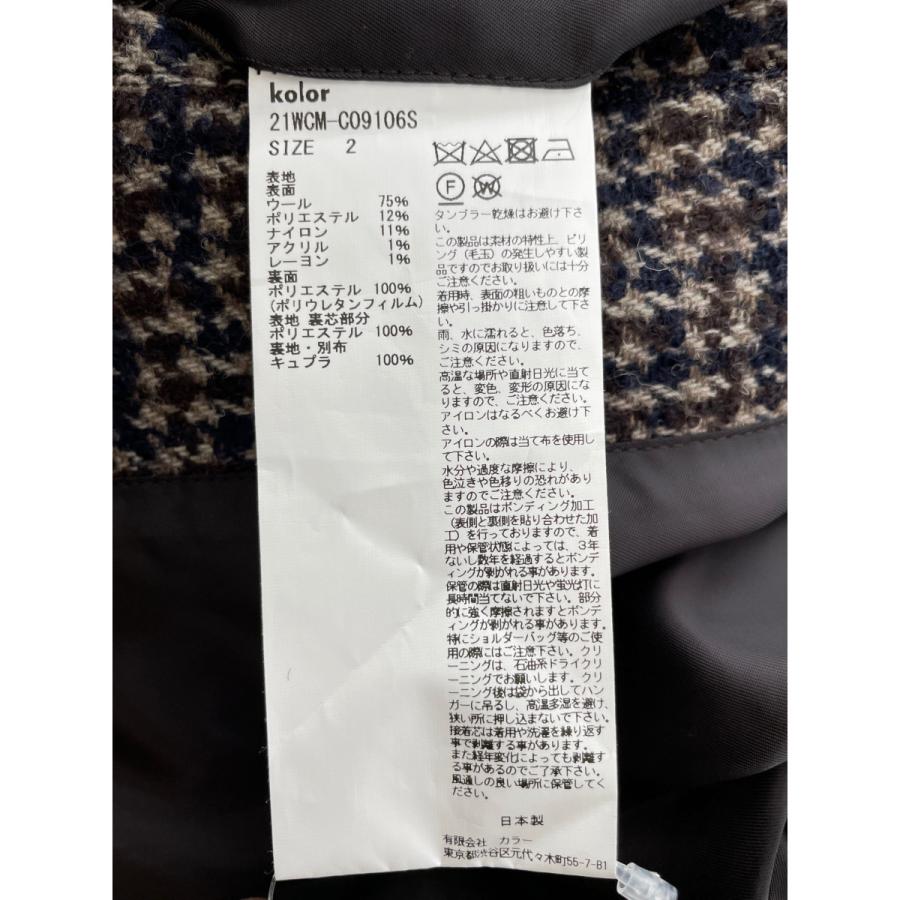 kolor
21WCM-C09106S
SIZE 2
表地
表面
ウール 75%
ポリエステル 12%
ナイロン 11%
アクリル 1%
レーヨン 1%
裏面
ポリエステル 100%
(ポリウレタンフィルム)
表地 裏芯部分
ポリエステル 100%
裏地・別布
キュプラ 100%
F
W
タンブラー乾燥はお避け下さ
い。
この製品は素材の特性上、ピリ
ング(毛玉)の発生しやすい製
品ですのでお取り扱いには十分
ご注意ください。
着用時、表面の粗いものとの摩
擦や引っ掛かりに注意して下さ
い。
雨、水に濡れると、色落ち、
シミの原因になりますので、
ご注意ください。
高温な場所や直射日光に当て
ると、変色、変形の原因にな
りますので、ご注意下さい。
アイロンはなるべくお避け下
さい。
アイロンの際は当て布を使用し
て下さい。
水分や過度な摩擦により、
色泣きや色移りの恐れがあり
ますのでご注意ください。
この製品はボンディング加工
(表側と裏側を貼り合わせた加
工)を行っておりますので、着
用や保管状態によっては、3年
ないし数年を経過するとボンデ
ィングが剥がれる事があります。
保管の際は直射日光や蛍光灯に
長時間当てないで下さい。部分
的に強く摩擦されますとボンデ
ィングが剥がれる事があります。
特にショルダーバッグ等のご使
用の際にはご注意下さい。クリ
ーニングは、石油系ドライクリ
ーニングでお願いします。クリ
ーニング後は袋から出してハン
ガーに吊るし、高温多湿を避け、
狭い所に押し込まないで下さい。
接着芯は着用や洗濯を繰り返す
事で剥離する事があります。
また経年変化によっても剥離す
る事があるのでご了承下さい。
風通しの良い場所に保管してく
ださい。
日本製
有限会社 カラー
東京都渋谷区元代々木町55-7-B1